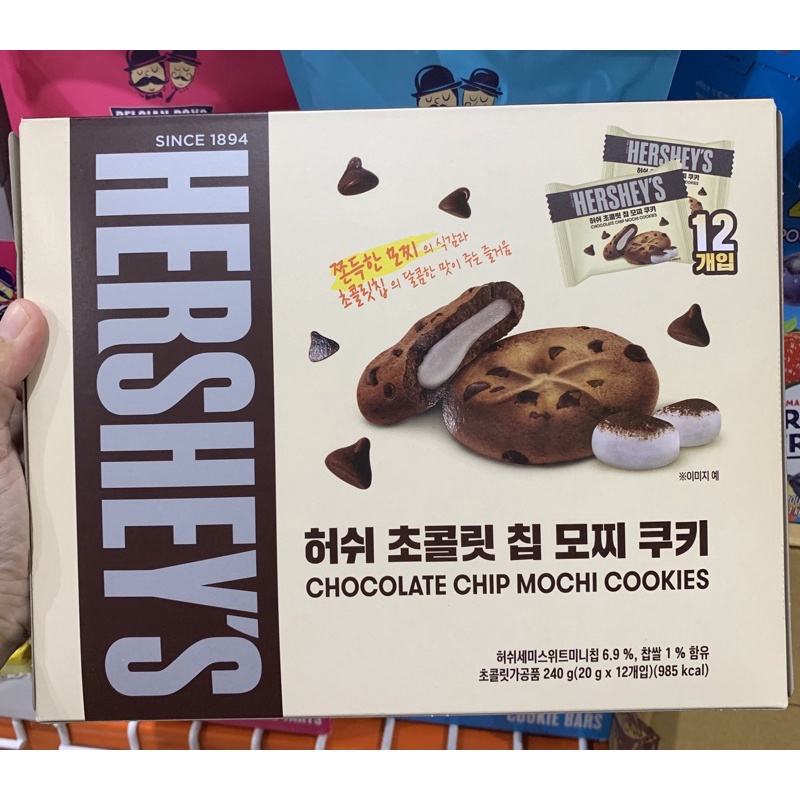 BELGIAN BOYS
SINCE 1894
HERSHEY'S
쫀득한 모찌의 식감과
초콜릿칩의 달콤한 맛이 주는 즐거움
HERSHEY'S
HERSHEY'S
허쉬 초콜릿 칩 모찌 쿠키
CHOCOLATE CHIP MOCHI COOKIES
12
개입
※이미지 예
허쉬 초콜릿 칩 모찌 쿠키
CHOCOLATE CHIP MOCHI COOKIES
허쉬세미스위트미니칩 6.9 %, 찹쌀 1 % 함유
초콜릿가공품 240 g(20 g x 12개입)(985 kcal)
COOKIE BARS